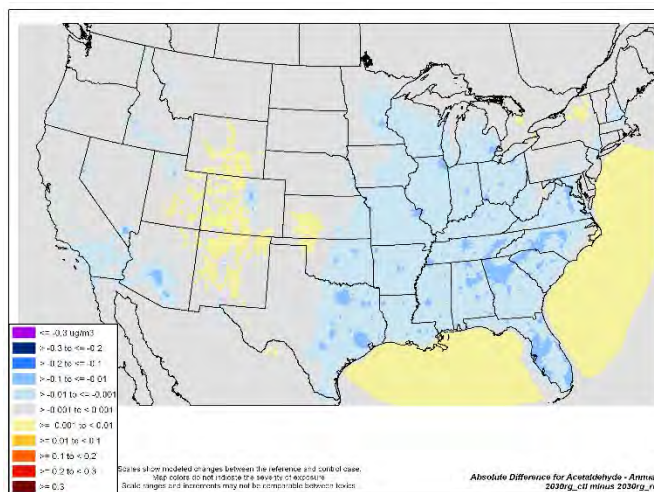 <= -0.3 ug/m3
> -0.3 to <= -0.2
> -0.2 to <= -0.1
> -0.1 to <= -0.01
> -0.01 to <= -0.001
> -0.001 to < 0.001
>= 0.001 to < 0.01
>= 0.01 to < 0.1
>= 0.1 to < 0.2
>= 0.2 to < 0.3
>= 0.3
Scales show modeled changes between the reference and control case.
Map colors do not indicate the severity of exposure
Scale ranges and increments may not be comparable between toxics
Absolute Difference for Acetaldehyde - Annua
2030rg_ctl minus 2030rg_re